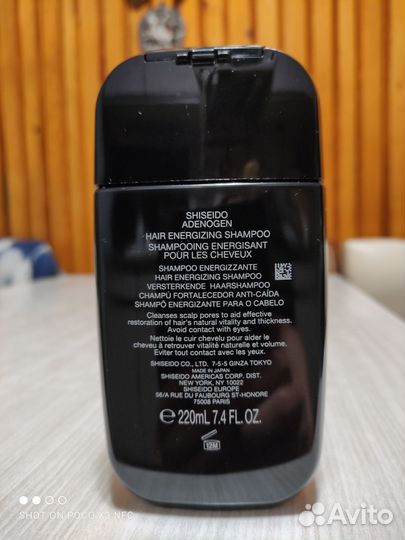 SHISEIDO
ADENOGEN
HAIR ENERGIZING SHAMPOO
SHAMPOOING ENERGISANT
POUR LES CHEVEUX
SHAMPOO ENERGIZZANTE
HAIR ENERGIZING SHAMPOO
VERSTERKENDE HAARSHAMPOO
CHAMPÚ FORTALECEDOR ANTI-CAÍDA
SHAMPÔ ENERGIZANTE PARA O CABELO
Cleanses scalp pores to aid effective
restoration of hair's natural vitality and thickness.
Avoid contact with eyes.
Nettoie le cuir chevelu pour aider le
cheveu à retrouver vitalité naturelle et volume.
Eviter tout contact avec les yeux.
SHISEIDO CO., LTD. 7-5-5 GINZA TOKYO
MADE IN JAPAN
SHISEIDO AMERICAS CORP. DIST.
NEW YORK, NY 10022
SHISEIDO EUROPE
56/A RUE DU FAUBOURG ST-HONORE
75008 PARIS
℮ 220mL 7.4 FL. OZ.
12M
SHOT ON POCO X3 NFC
Avito